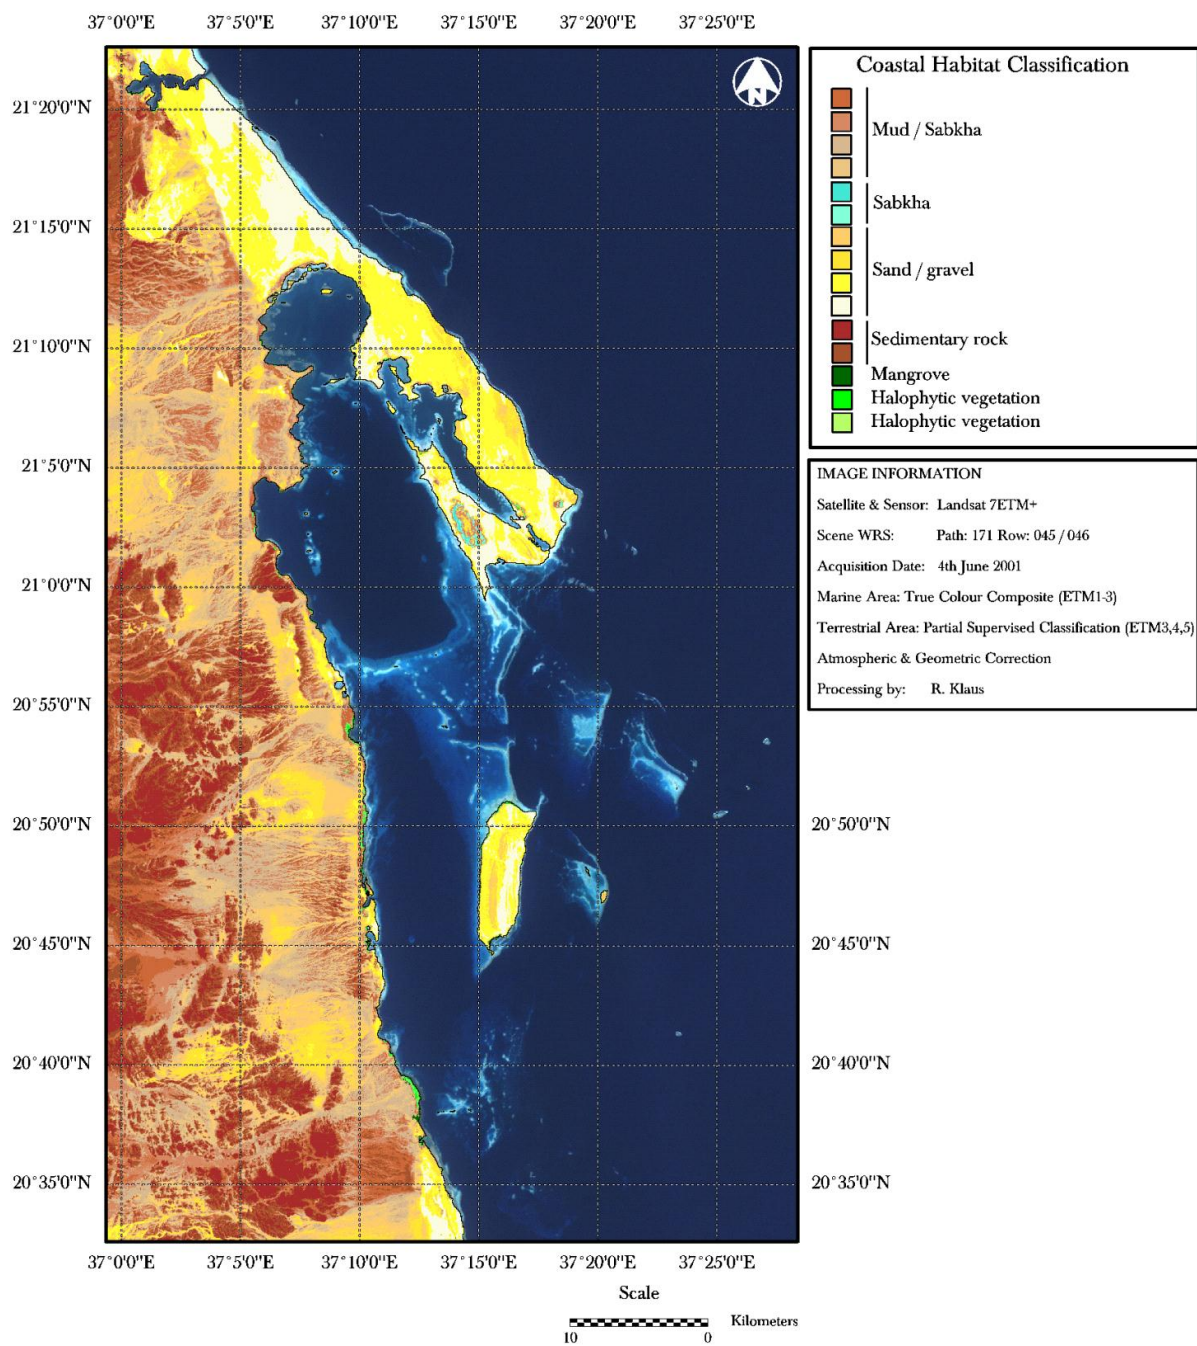 37°0'0"E 37°5'0"E 37°10'0"E 37°15'0"E 37°20'0"E 37°25'0"E
N
21°20'0"N
21°15'0"N
21°10'0"N
21°5'0"N
21°0'0"N
20°55'0"N
20°50'0"N
20°45'0"N
20°40'0"N
20°35'0"N
Coastal Habitat Classification
Mud / Sabkha
Sabkha
Sand / gravel
Sedimentary rock
Mangrove
Halophytic vegetation
Halophytic vegetation
IMAGE INFORMATION
Satellite & Sensor: Landsat 7ETM+
Scene WRS: Path: 171 Row: 045 / 046
Acquisition Date: 4th June 2001
Marine Area: True Colour Composite (ETM1-3)
Terrestrial Area: Partial Supervised Classification (ETM3,4,5)
Atmospheric & Geometric Correction
Processing by: R. Klaus
20°50'0"N
20°45'0"N
20°40'0"N
20°35'0"N
37°0'0"E 37°5'0"E 37°10'0"E 37°15'0"E 37°20'0"E 37°25'0"E
Scale
Kilometers
10 0